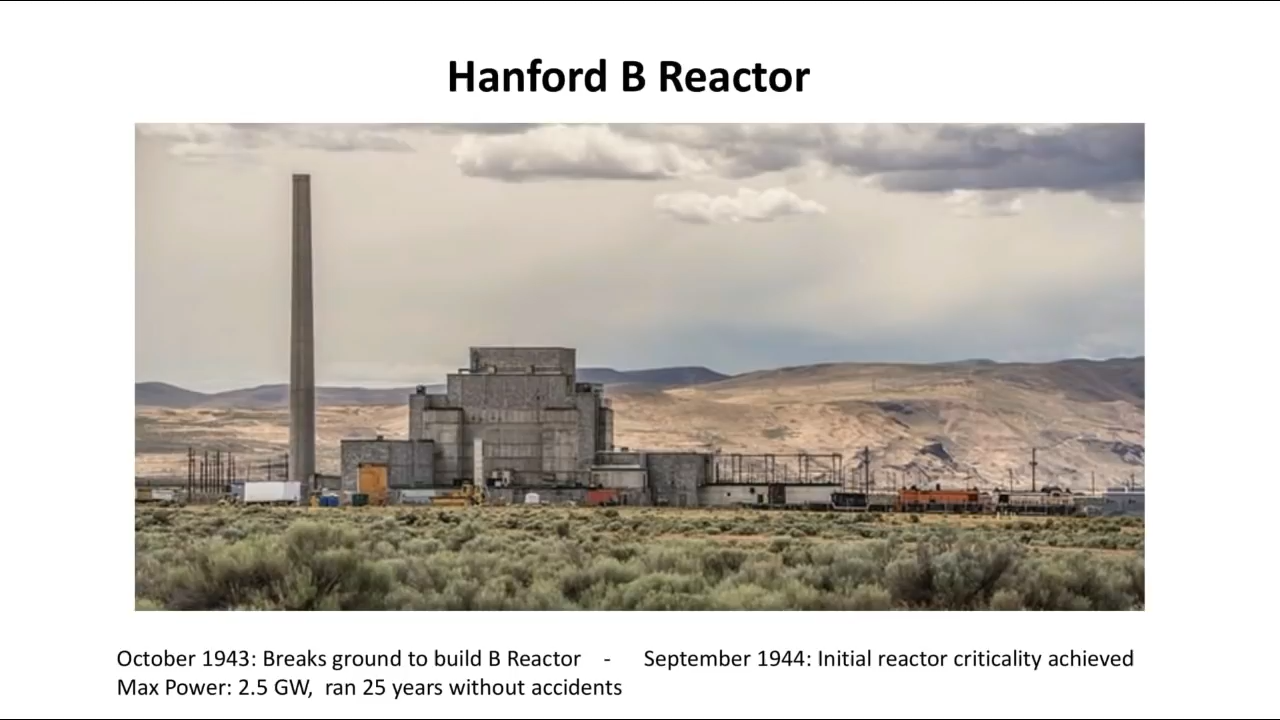 Hanford B Reactor
October 1943: Breaks ground to build B Reactor - September 1944: Initial reactor criticality achieved
Max Power: 2.5 GW, ran 25 years without accidents